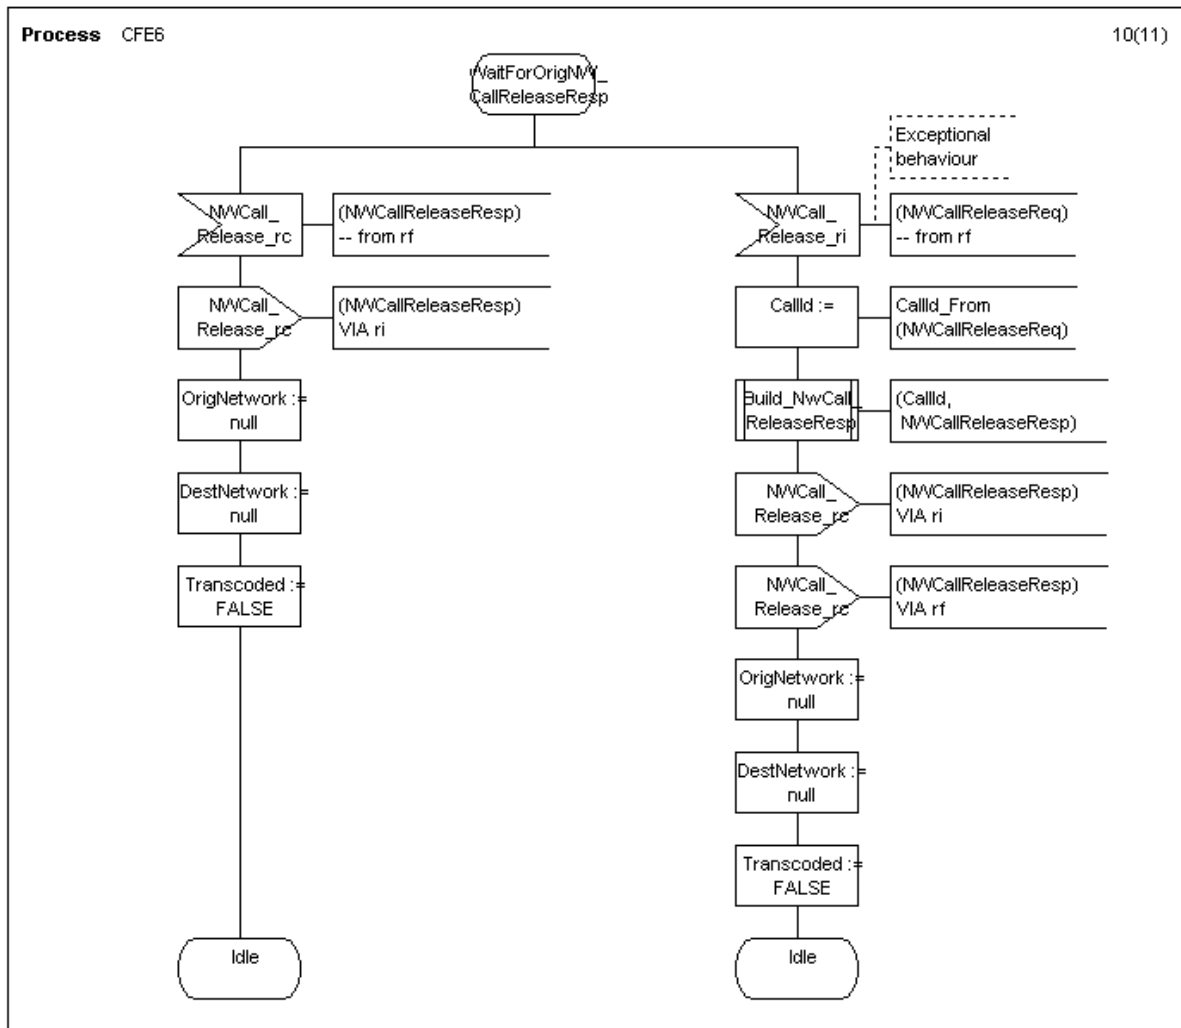 Process CFE6
10(11)
WaitForOrigNW_
CallReleaseResp
Exceptional
behaviour
NWCall_
Release_rc
(NWCallReleaseResp)
-- from rf
NWCall_
Release_rc
(NWCallReleaseResp)
VIA ri
OrigNetwork :=
null
DestNetwork :=
null
Transcoded :=
FALSE
Idle
NWCall_
Release_ri
(NWCallReleaseReq)
-- from rf
CallId :=
CallId_From
(NWCallReleaseReq)
Build_NwCall_
ReleaseResp
(CallId,
NWCallReleaseResp)
NWCall_
Release_rc
(NWCallReleaseResp)
VIA ri
NWCall_
Release_rc
(NWCallReleaseResp)
VIA rf
OrigNetwork :=
null
DestNetwork :=
null
Transcoded :=
FALSE
Idle